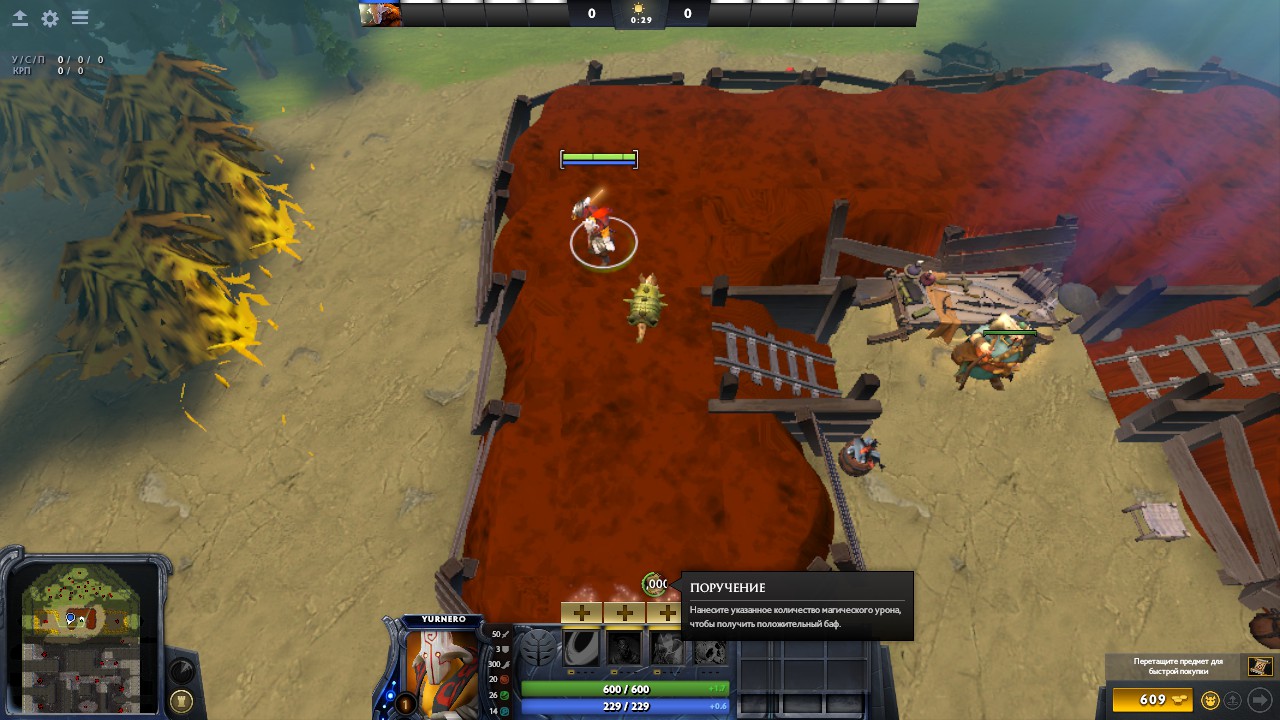 0
0:29
0
У/С/П 0 / 0 / 0
КРП 0 / 0
,000
ПОРУЧЕНИЕ
Нанесите указанное количество магического урона,
чтобы получить положительный баф.
YURNERO
50
3
300
20
26
14
1
600 / 600
+1.7
229 / 229
+0.6
Перетащите предмет для
быстрой покупки
609